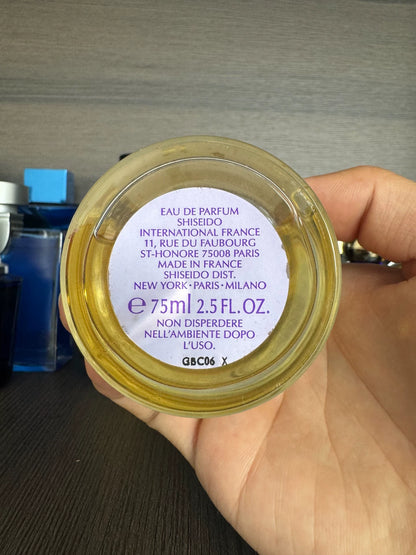 EAU DE PARFUM
SHISEIDO
INTERNATIONAL FRANCE
11, RUE DU FAUBOURG
ST-HONORE 75008 PARIS
MADE IN FRANCE
SHISEIDO DIST.
NEW YORK·PARIS·MILANO
℮ 75ml 2.5 FL. OZ.
NON DISPERDERE
NELL'AMBIENTE DOPO
L'USO.
GBC06 X